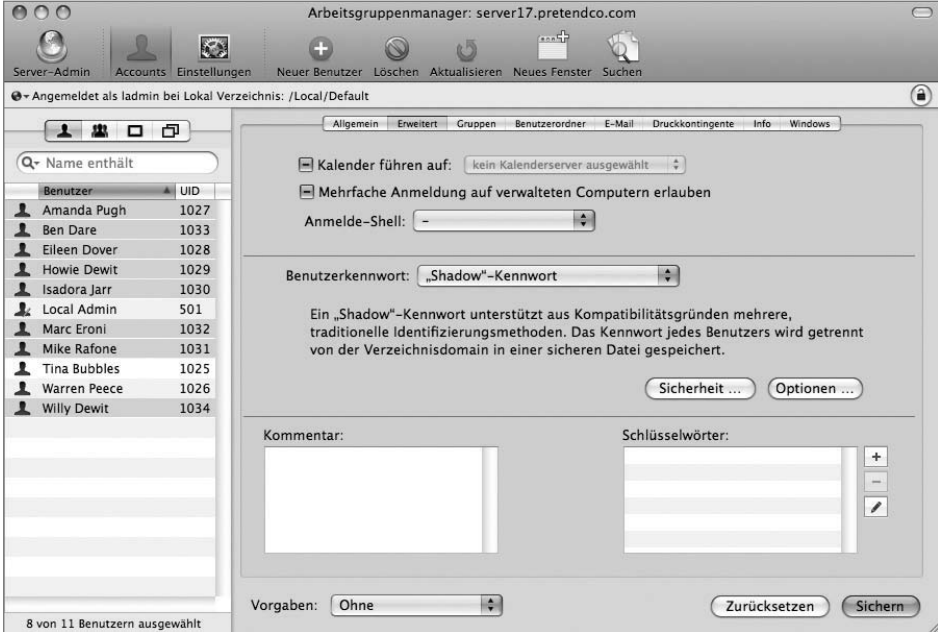 Arbeitsgruppenmanager: server17.pretendco.com
Server-Admin Accounts Einstellungen Neuer Benutzer Löschen Aktualisieren Neues Fenster Suchen
Angemeldet als ladmin bei Lokal Verzeichnis: /Local/Default
Name enthält
Benutzer UID
Amanda Pugh 1027
Ben Dare 1033
Eileen Dover 1028
Howie Dewit 1029
Isadora Jarr 1030
Local Admin 501
Marc Eroni 1032
Mike Rafone 1031
Tina Bubbles 1025
Warren Peece 1026
Willy Dewit 1034
8 von 11 Benutzern ausgewählt
Allgemein Erweitert Gruppen Benutzerordner E-Mail Druckkontingente Info Windows
Kalender führen auf: kein Kalenderserver ausgewählt
Mehrfache Anmeldung auf verwalteten Computern erlauben
Anmelde-Shell: –
Benutzerkennwort: „Shadow“-Kennwort
Ein „Shadow“-Kennwort unterstützt aus Kompatibilitätsgründen mehrere,
traditionelle Identifizierungsmethoden. Das Kennwort jedes Benutzers wird getrennt
von der Verzeichnisdomain in einer sicheren Datei gespeichert.
Sicherheit ... Optionen ...
Kommentar: Schlüsselwörter:
Vorgaben: Ohne Zurücksetzen Sichern